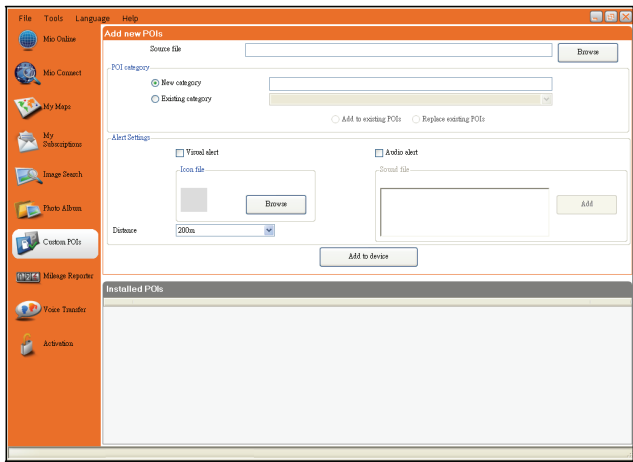 File Tools Language Help
Mio Online
Mio Connect
My Maps
My
Subscriptions
Image Search
Photo Album
Custom POIs
Mileage Reporter
Voice Transfer
Activation
Add new POIs
Source file
Browse
POI category
New category
Existing category
Add to existing POIs Replace existing POIs
Alert Settings
Visual alert Audio alert
Icon file Sound file
Browse Add
Distance 200m
Add to device
Installed POIs